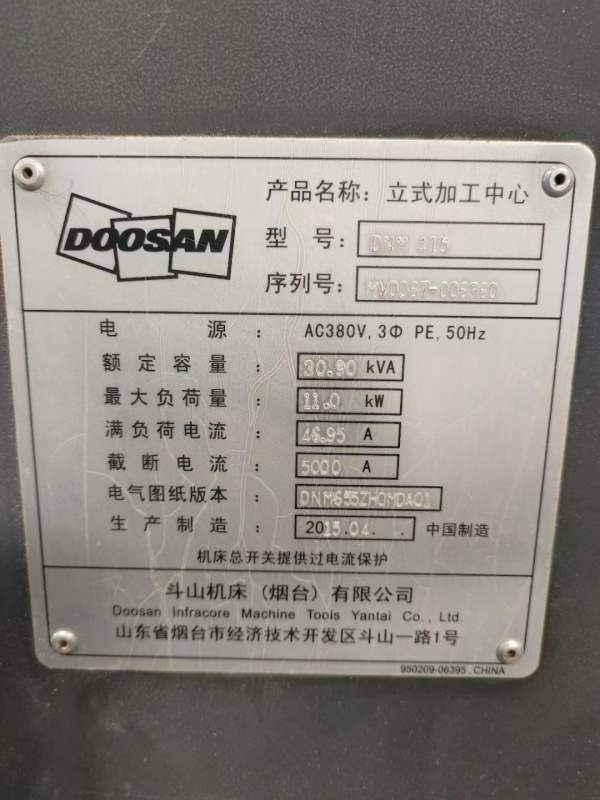 DOOSAN
产品名称: 立式加工中心
型 号: DNM 415
序列号: MV0067-006060
电 源 : AC380V, 3Φ PE, 50Hz
额定容量 : 30.90 kVA
最大负荷量 : 11.0 kW
满负荷电流 : 46.95 A
截断电流 : 5000 A
电气图纸版本 : DNM655ZH0MDA01
生产制造 : 2015.04. . 中国制造
机床总开关提供过电流保护
斗山机床 (烟台) 有限公司
Doosan Infracore Machine Tools Yantai Co., Ltd.
山东省烟台市经济技术开发区斗山一路1号
950209-06395, CHINA